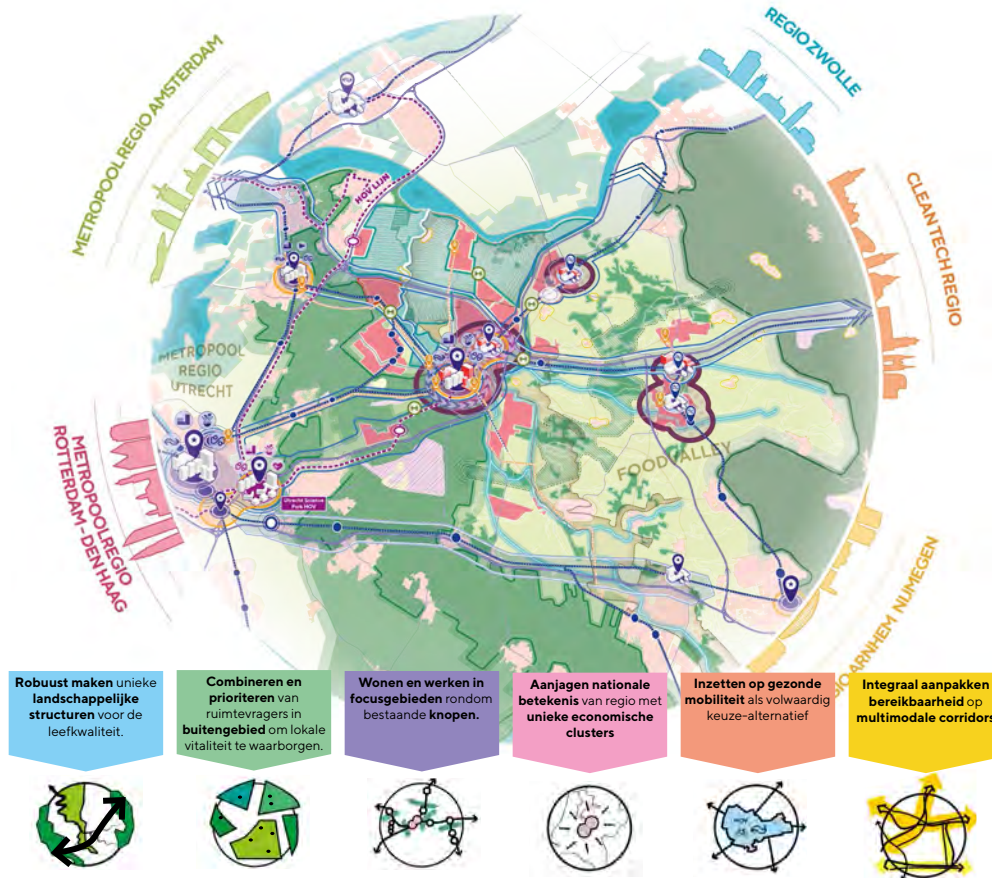 METROPOOL REGIO AMSTERDAM
REGIO ZWOLLE
CLEAN TECH REGIO
HOV LIJN
METROPOOL
REGIO
UTRECHT
METROPOOLREGIO
ROTTERDAM - DEN HAAG
FOODVALLEY
Utrecht Science
Park HOV
GIO ARNHEM NIJMEGEN
Robuust maken unieke
landschappelijke
structuren voor de
leefkwaliteit.
Combineren en
prioriteren van
ruimtevragers in
buitengebied om lokale
vitaliteit te waarborgen.
Wonen en werken in
focusgebieden rondom
bestaande knopen.
Aanjagen nationale
betekenis van regio met
unieke economische
clusters
Inzetten op gezonde
mobiliteit als volwaardig
keuze-alternatief
Integraal aanpakken
bereikbaarheid op
multimodale corridors